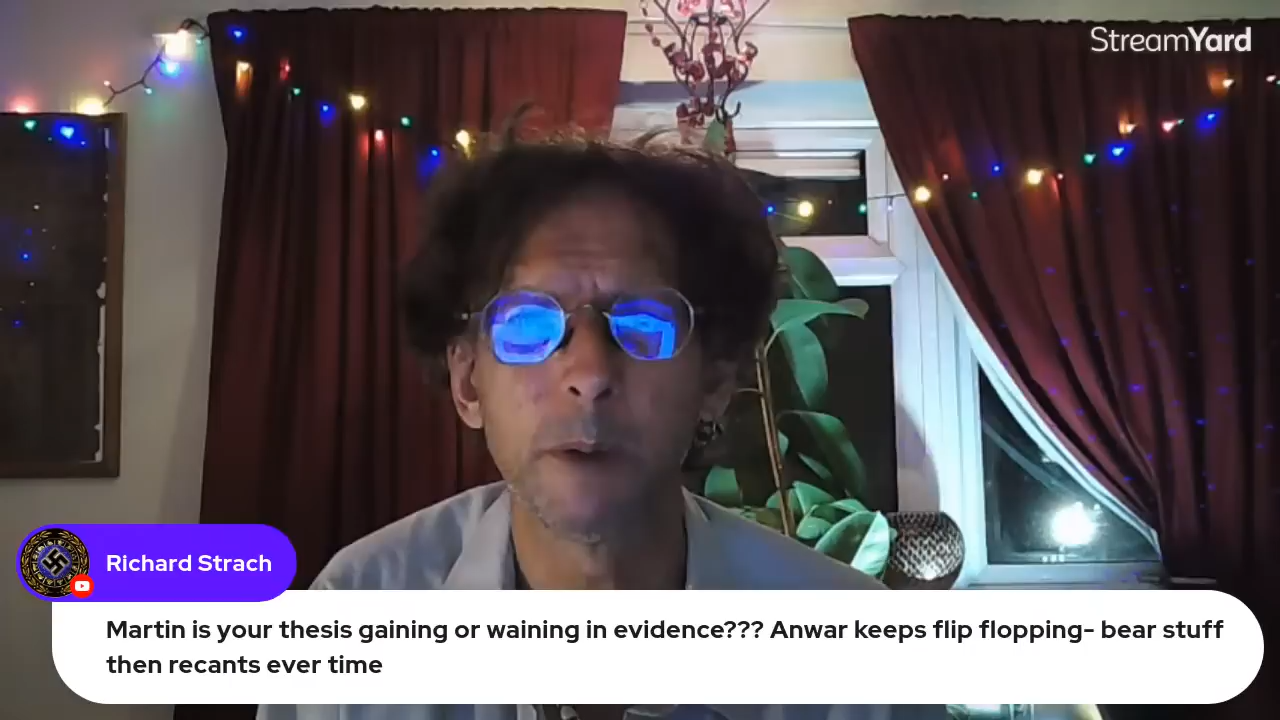 StreamYard
Richard Strach
Martin is your thesis gaining or waining in evidence??? Anwar keeps flip flopping- bear stuff
then recants ever time